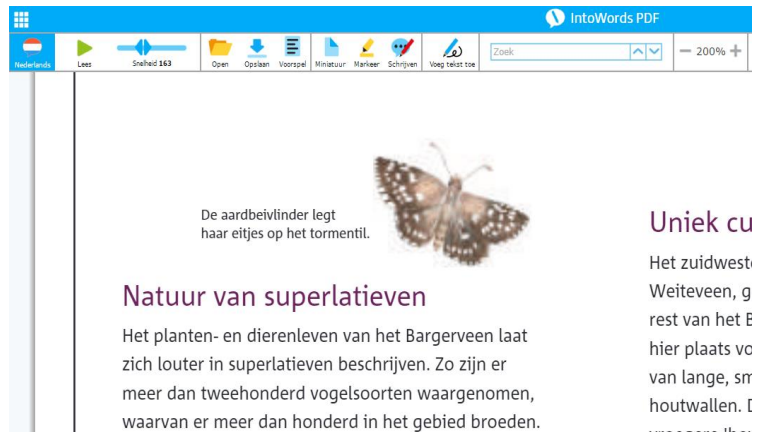 IntoWords PDF
Nederlands
Lees
Snelheid 163
Open
Opslaan
Voorspel
Miniatuur
Markeer
Schrijven
Voeg tekst toe
Zoek
200%
De aardbeivlinder legt
haar eitjes op het tormentil.
Natuur van superlatieven
Het planten- en dierenleven van het Bargerveen laat
zich louter in superlatieven beschrijven. Zo zijn er
meer dan tweehonderd vogelsoorten waargenomen,
waarvan er meer dan honderd in het gebied broeden.
Uniek cu
Het zuidwest
Weiteveen, g
rest van het B
hier plaats vo
van lange, sm
houtwallen. D